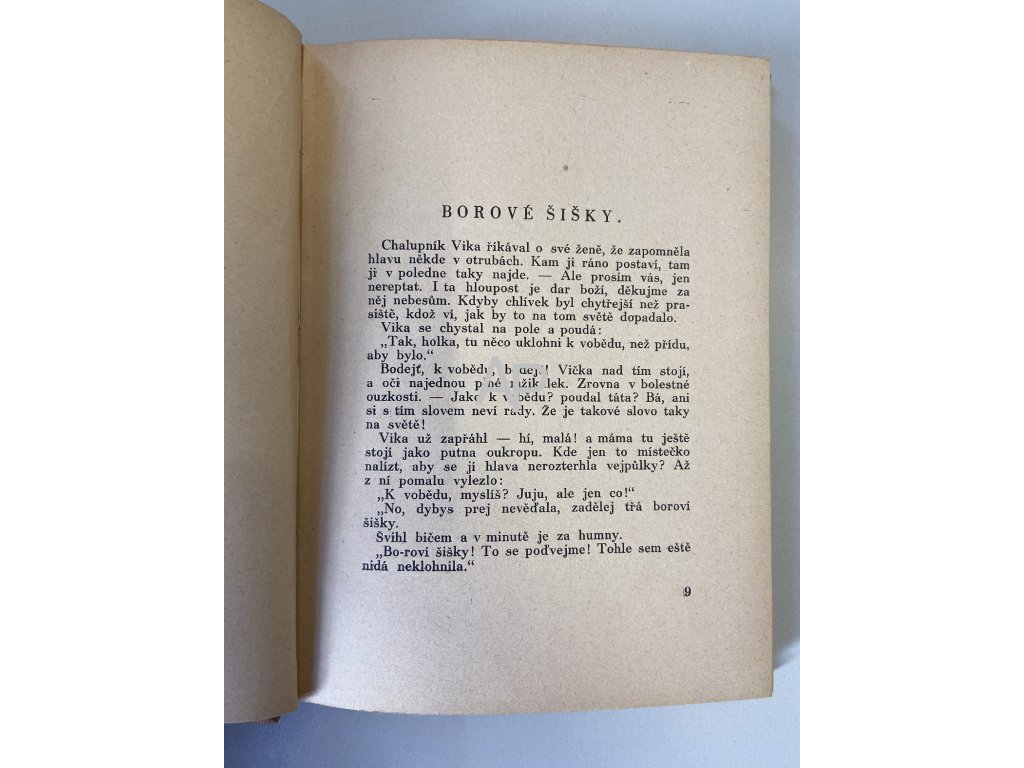 BOROVÉ ŠIŠKY.
Chalupník Vika říkával o své ženě, že zapomněla
hlavu někde v otrubách. Kam ji ráno postaví, tam
ji v poledne taky najde. — Ale prosím vás, jen
nereptat. I ta hloupost je dar boží, děkujme za
něj nebesům. Kdyby chlívek byl chytřejší než pra-
siště, kdož ví, jak by to na tom světě dopadalo.
Vika se chystal na pole a poudá:
„Tak, holka, tu něco uklohni k vobědu, než přídu,
aby bylo.“
Bodejť, k vobědu, bodejť! Vička nad tím stojí,
a oči najednou plné mžikulek. Zrovna v bolestné
ouzkosti. — Jako k vobědu? poudal táta? Bá, ani
si s tím slovem neví rady. Že je takové slovo taky
na světě!
Vika už zapřáhl — hí, malá! a máma tu ještě
stojí jako putna oukropu. Kde jen to místečko
nalízt, aby se jí hlava nerozterhla vejpůlky? Až
z ní pomalu vylezlo:
„K vobědu, myslíš? Juju, ale jen co!“
„No, dybys prej nevěďala, zadělej třá boroví
šišky.
Švihl bičem a v minutě je za humny.
„Bo-roví šišky! To se poďvejme! Tohle sem eště
nidá neklohnila.“
9